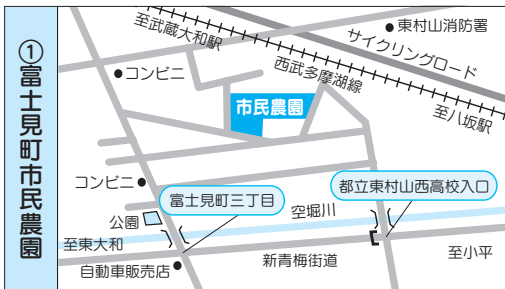 ①富士見町市民農園
至武蔵大和駅
東村山消防署
サイクリングロード
コンビニ
西武多摩湖線
市民農園
至八坂駅
コンビニ
富士見町三丁目
都立東村山西高校入口
公園
空堀川
至東大和
新青梅街道
至小平
自動車販売店